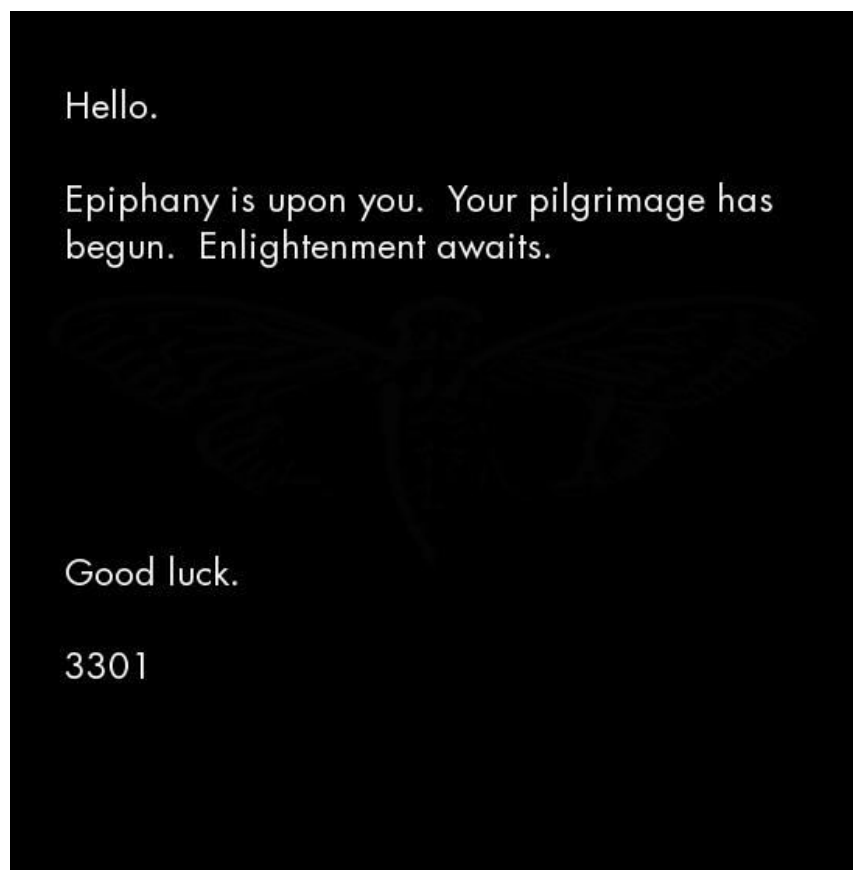 Hello.
Epiphany is upon you.  Your pilgrimage has
begun.  Enlightenment awaits.
Good luck.
3301